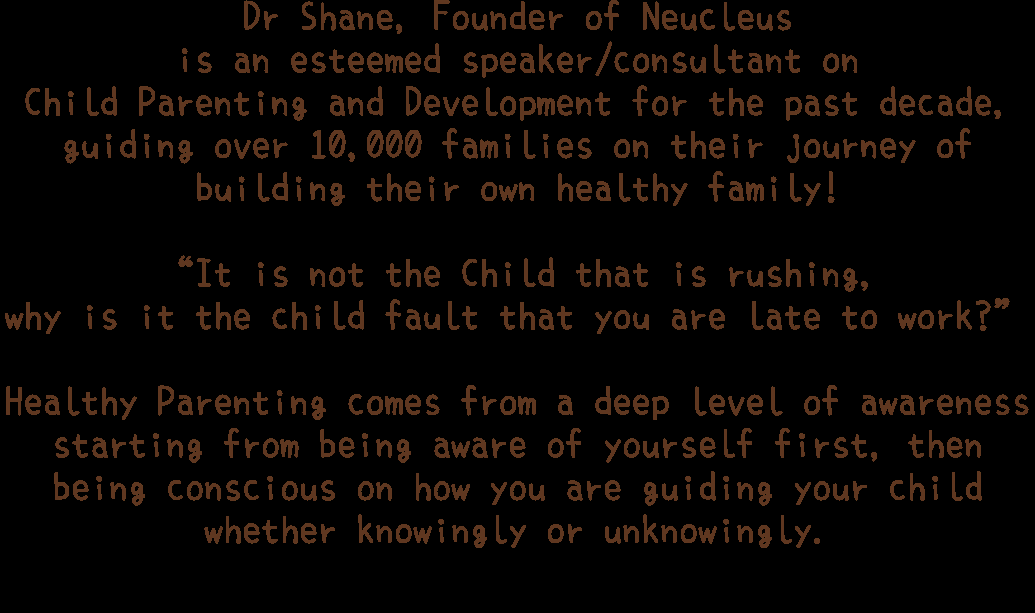 Dr Shane, Founder of Neucleus
is an esteemed speaker/consultant on
Child Parenting and Development for the past decade,
guiding over 10,000 families on their journey of
building their own healthy family!
“It is not the Child that is rushing,
why is it the child fault that you are late to work?”
Healthy Parenting comes from a deep level of awareness
starting from being aware of yourself first, then
being conscious on how you are guiding your child
whether knowingly or unknowingly.